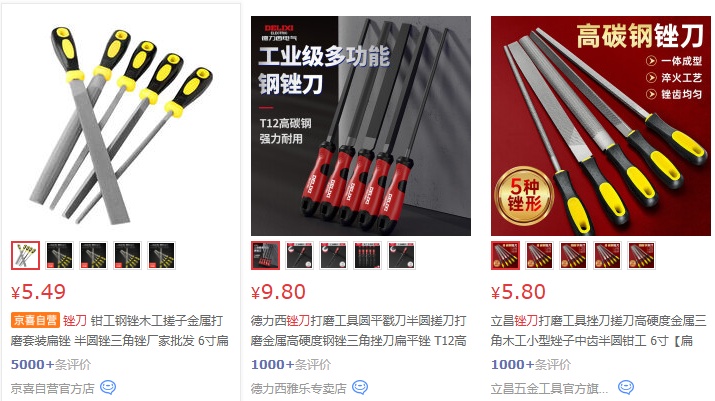 ¥5.49
京喜自营 锉刀 钳工钢锉木工搓子金属打
磨套装扁锉 半圆锉三角锉厂家批发 6寸扁
5000+条评价
京喜自营官方店
DELIXI
ELECTRIC
德力西电气
工业级多功能
钢锉刀
T12高碳钢
强力耐用
¥9.80
德力西锉刀打磨工具圆平戳刀半圆搓刀打
磨金属高硬度钢锉三角挫刀扁平锉 T12高
1000+条评价
德力西雅乐专卖店
高碳钢锉刀
一体成型
淬火工艺
锉齿均匀
5种
锉形
¥5.80
立昌锉刀打磨工具挫刀搓刀高硬度金属三
角木工小型锉子中齿半圆钳工 6寸【扁
1000+条评价
立昌五金工具官方旗...